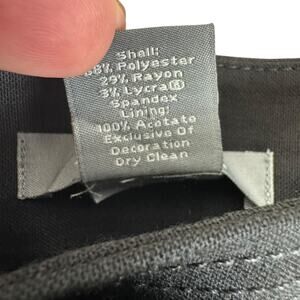 Shell:
68% Polyester
29% Rayon
3% Lycra®
Spandex
Lining:
100% Acetate
Exclusive Of
Decoration
Dry Clean